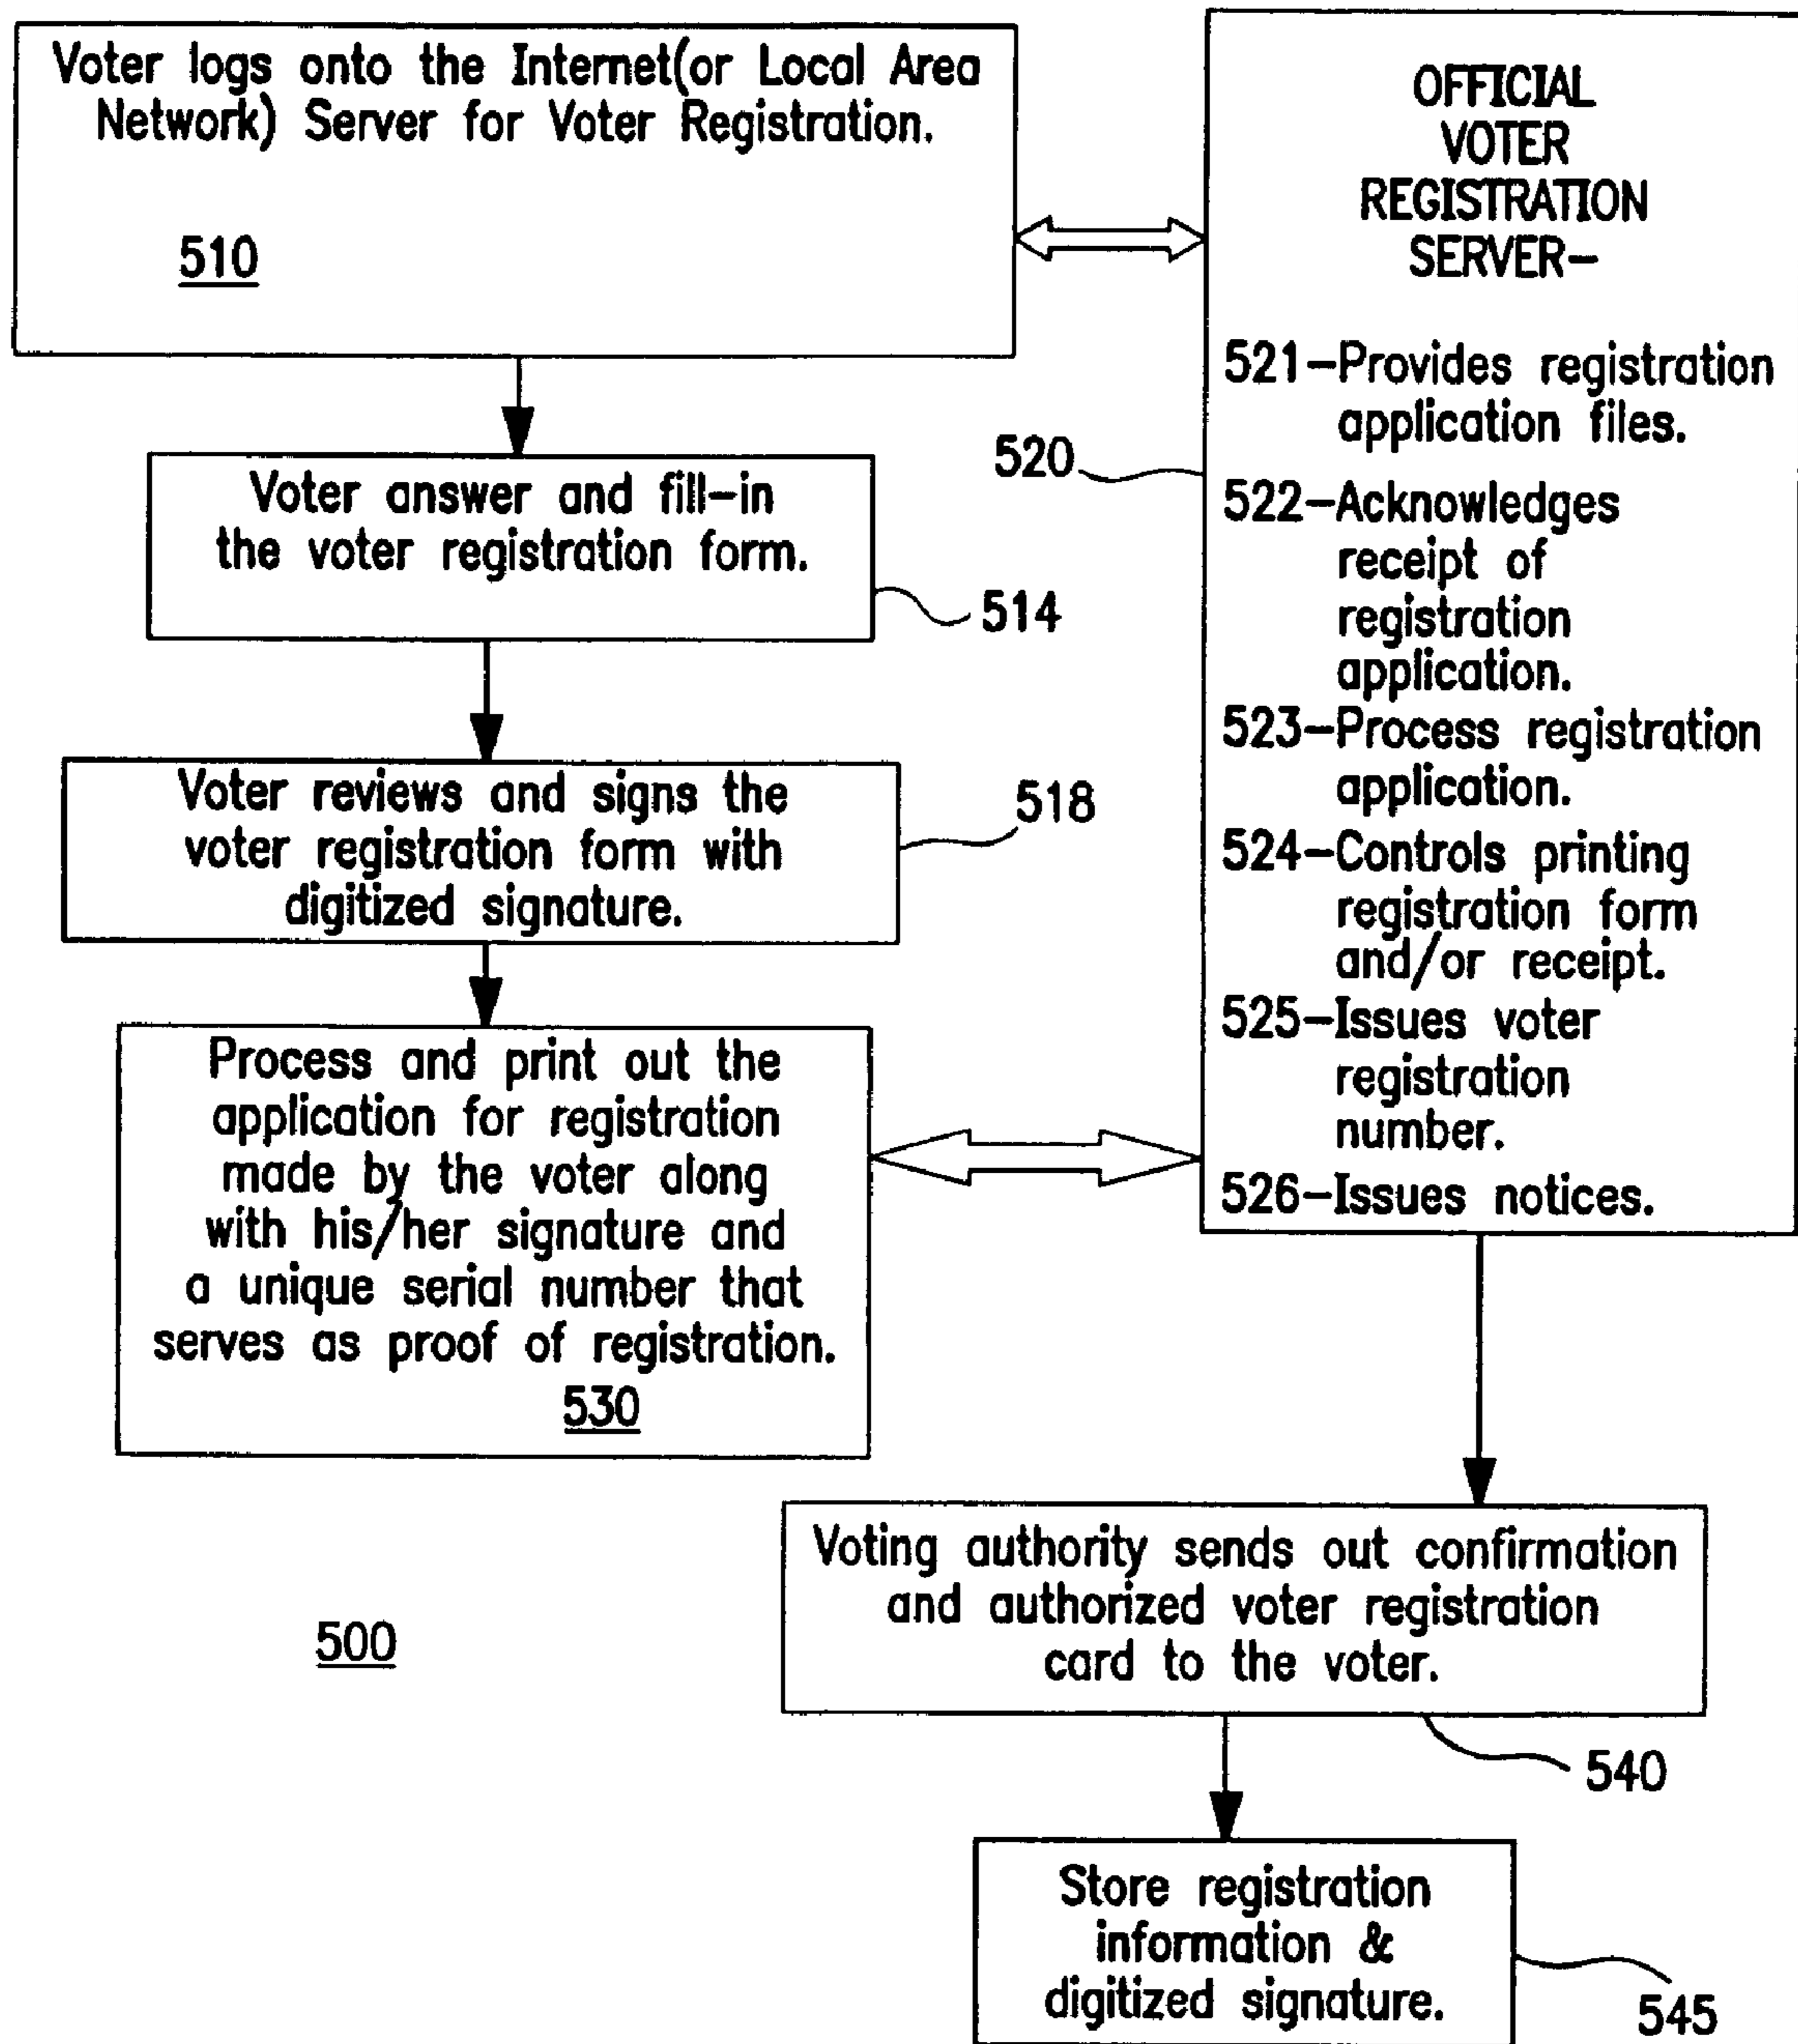 Voter logs onto the Internet(or Local Area
Network) Server for Voter Registration.
510
OFFICIAL
VOTER
REGISTRATION
SERVER-
521-Provides registration
application files.
522-Acknowledges
receipt of
registration
application.
523-Process registration
application.
524-Controls printing
registration form
and/or receipt.
525-Issues voter
registration
number.
526-Issues notices.
520
Voter answer and fill-in
the voter registration form.
514
Voter reviews and signs the
voter registration form with
digitized signature.
518
Process and print out the
application for registration
made by the voter along
with his/her signature and
a unique serial number that
serves as proof of registration.
530
Voting authority sends out confirmation
and authorized voter registration
card to the voter.
540
500
Store registration
information &
digitized signature.
545